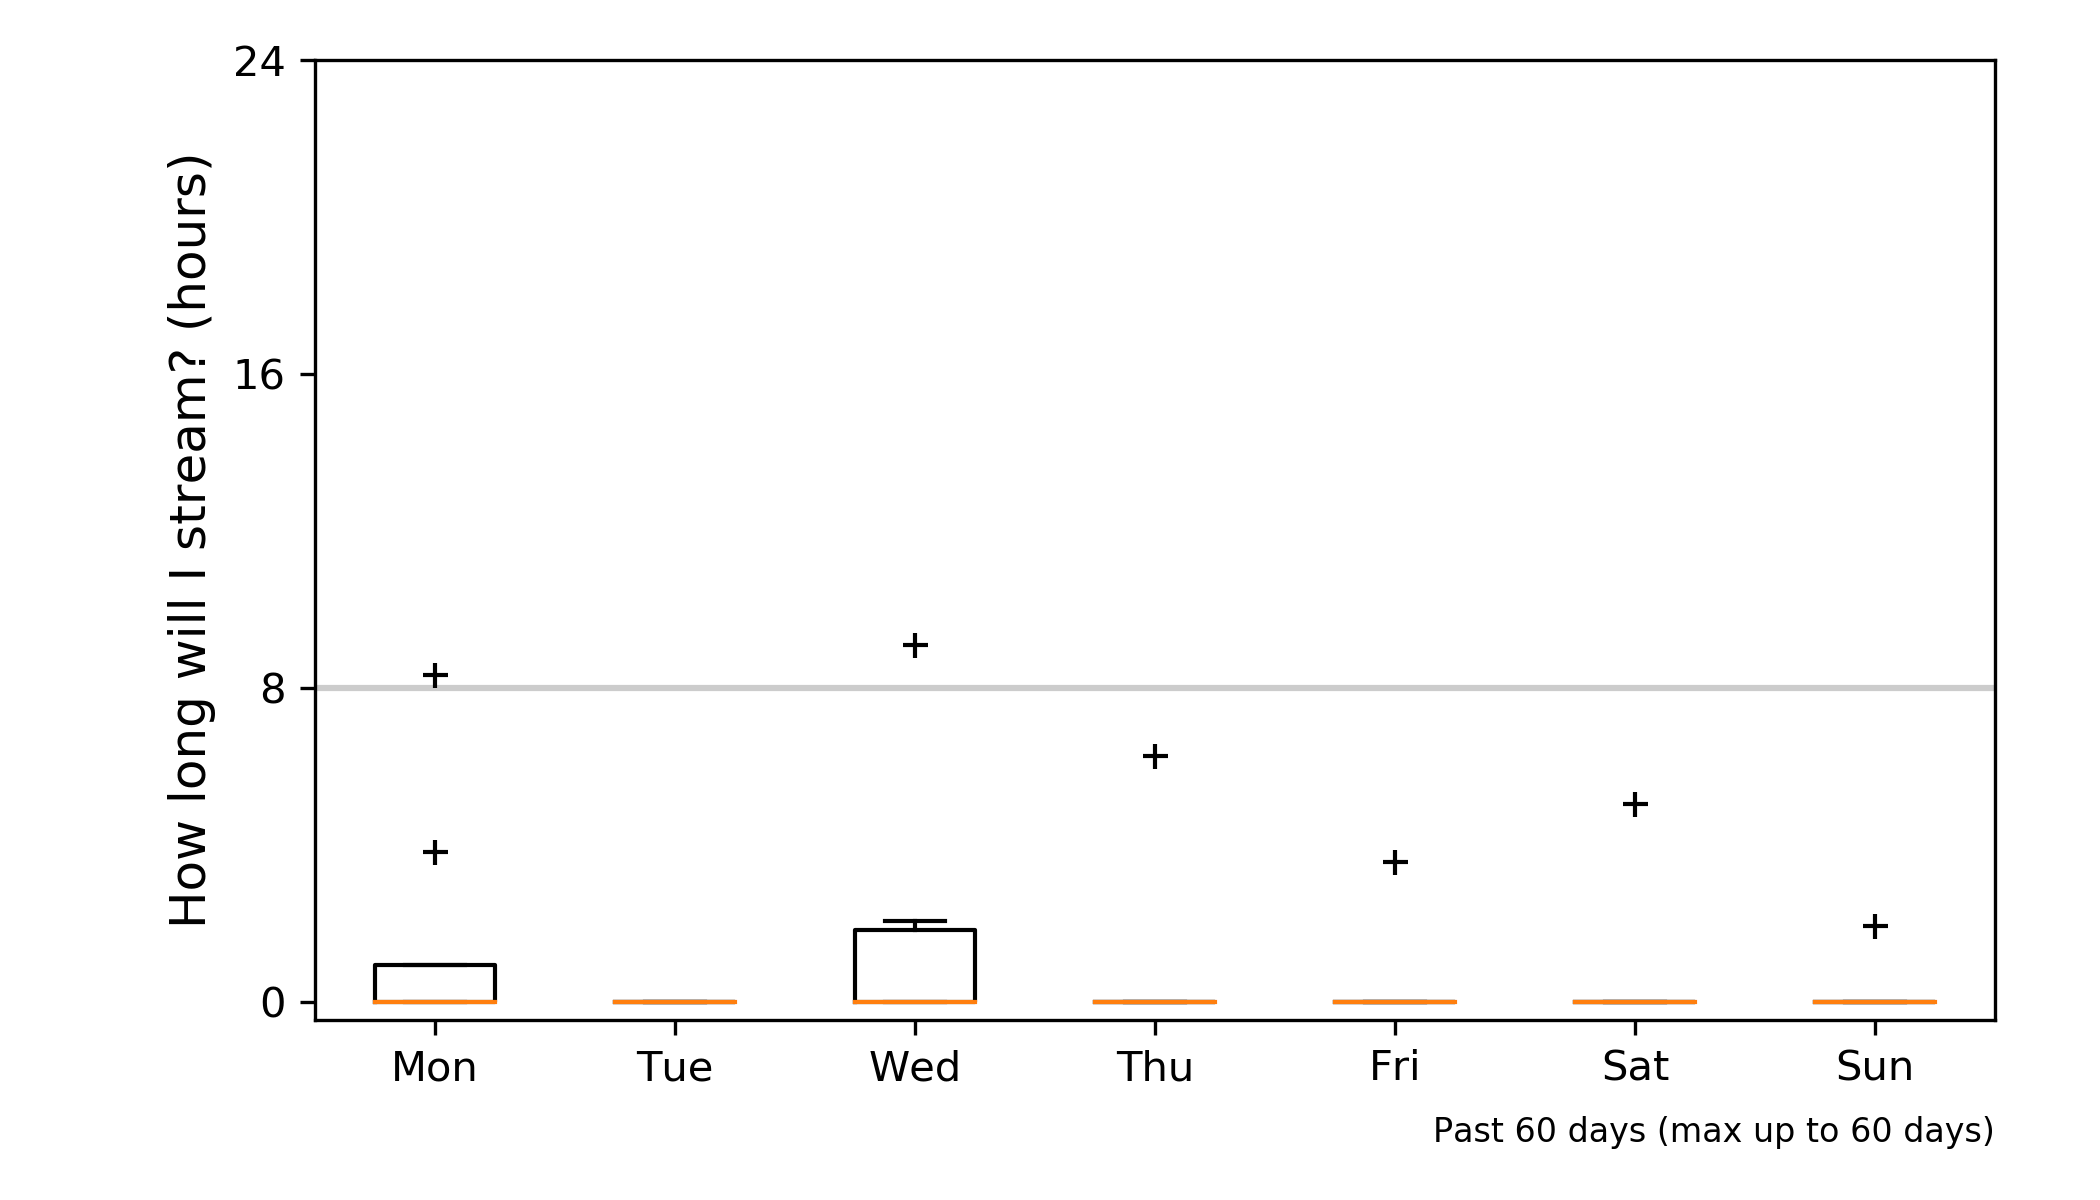 How long will I stream? (hours)
24
16
8
0
Mon Tue Wed Thu Fri Sat Sun
Past 60 days (max up to 60 days)